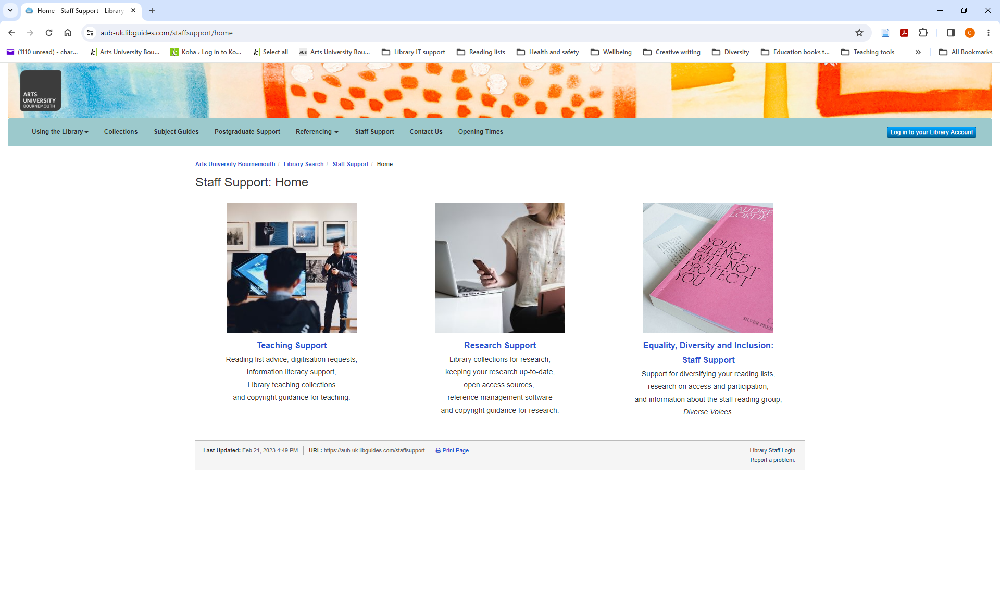 Home - Staff Support - Library
aub-uk.libguides.com/staffsupport/home
C
(1110 unread) - char...
Arts University Bou...
Koha › Log in to Ko...
Select all
AUB Arts University Bou...
Library IT support
Reading lists
Health and safety
Wellbeing
Creative writing
Diversity
Education books t...
Teaching tools
»
All Bookmarks
ARTS
UNIVERSITY
BOURNEMOUTH
Using the Library
Collections
Subject Guides
Postgraduate Support
Referencing
Staff Support
Contact Us
Opening Times
Log in to your Library Account
Arts University Bournemouth / Library Search / Staff Support / Home
Staff Support: Home
AUDRE
LORDE
YOUR
SILENCE
WILL NOT
PROTECT
YOU
SILVER PRESS
Teaching Support
Reading list advice, digitisation requests,
information literacy support,
Library teaching collections
and copyright guidance for teaching.
Research Support
Library collections for research,
keeping your research up-to-date,
open access sources,
reference management software
and copyright guidance for research.
Equality, Diversity and Inclusion:
Staff Support
Support for diversifying your reading lists,
research on access and participation,
and information about the staff reading group,
Diverse Voices.
Last Updated: Feb 21, 2023 4:49 PM
URL: https://aub-uk.libguides.com/staffsupport
Print Page
Library Staff Login
Report a problem.